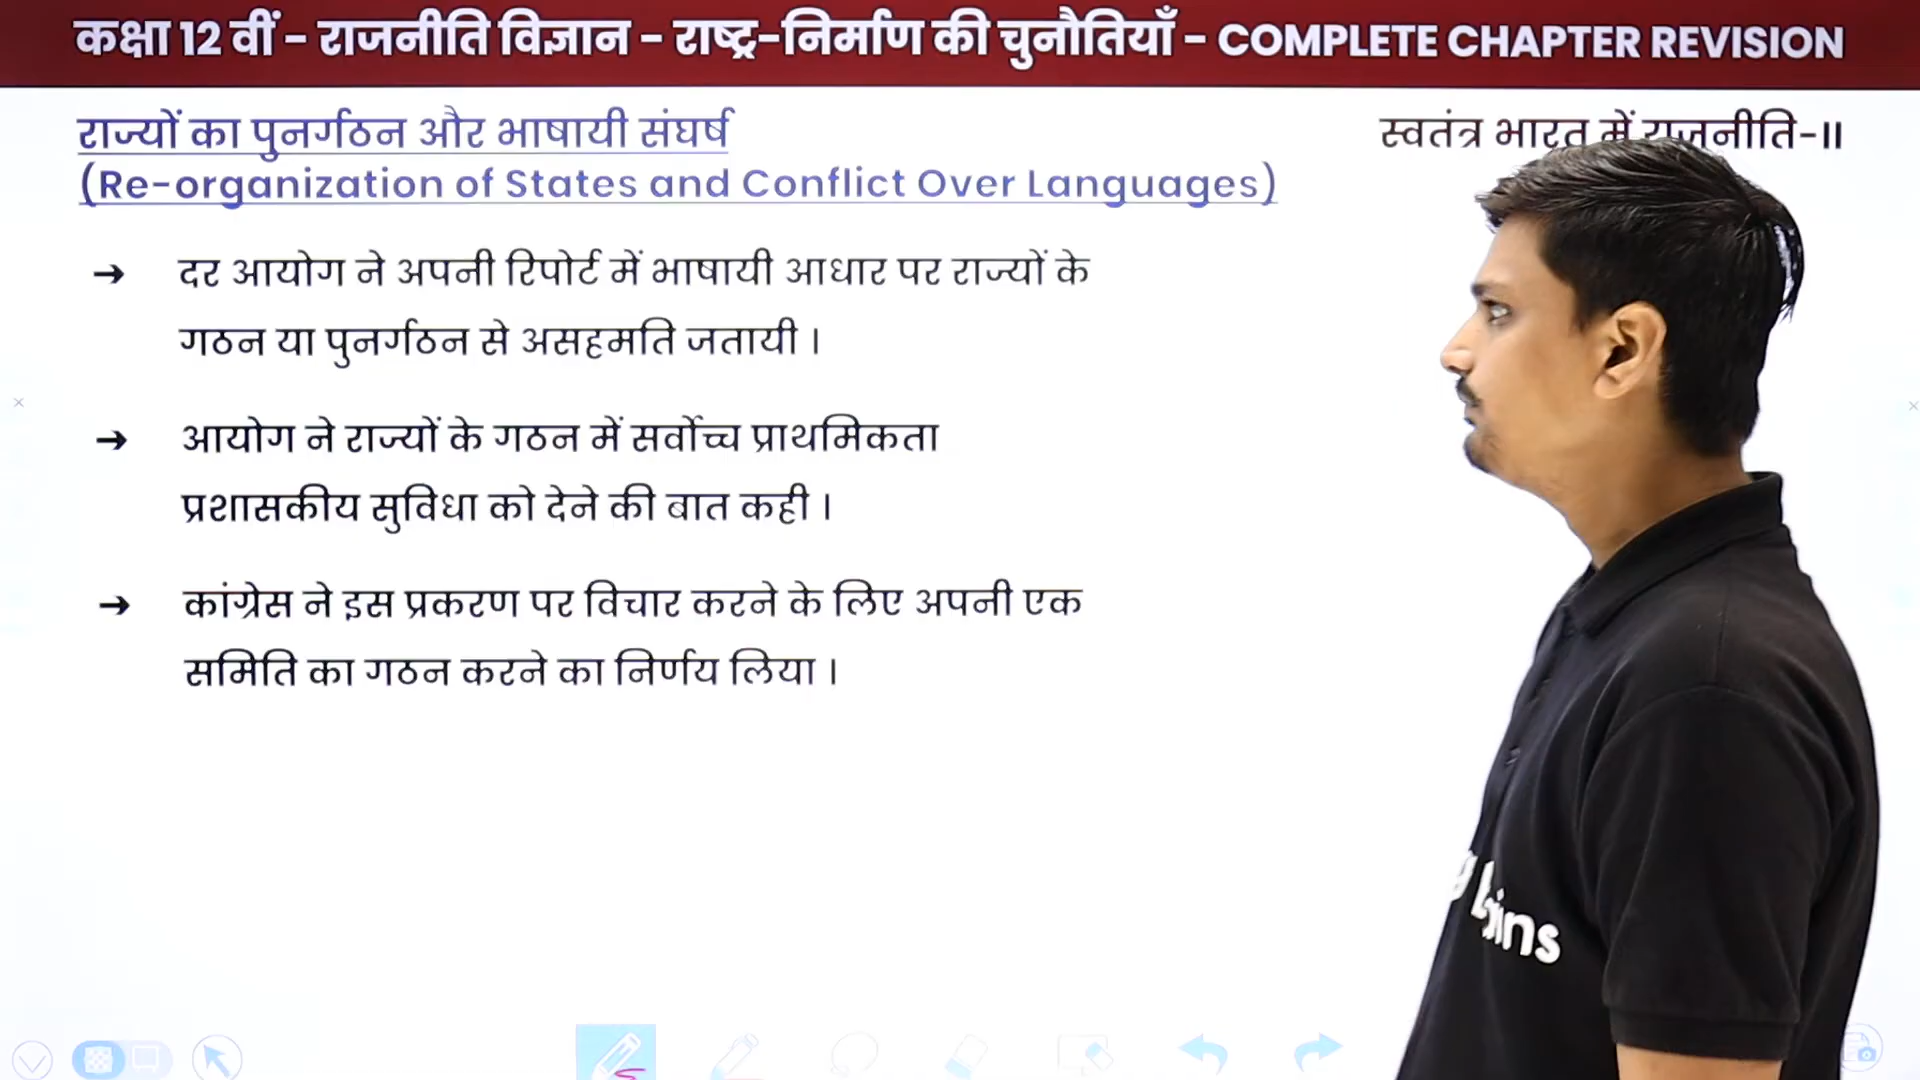 कक्षा 12 वीं - राजनीति विज्ञान - राष्ट्र-निर्माण की चुनौतियाँ - COMPLETE CHAPTER REVISION
राज्यों का पुनर्गठन और भाषायी संघर्ष
स्वतंत्र भारत में राजनीति-II
(Re-organization of States and Conflict Over Languages)
→ दर आयोग ने अपनी रिपोर्ट में भाषायी आधार पर राज्यों के
गठन या पुनर्गठन से असहमति जतायी ।
→ आयोग ने राज्यों के गठन में सर्वोच्च प्राथमिकता
प्रशासकीय सुविधा को देने की बात कही ।
→ कांग्रेस ने इस प्रकरण पर विचार करने के लिए अपनी एक
समिति का गठन करने का निर्णय लिया ।